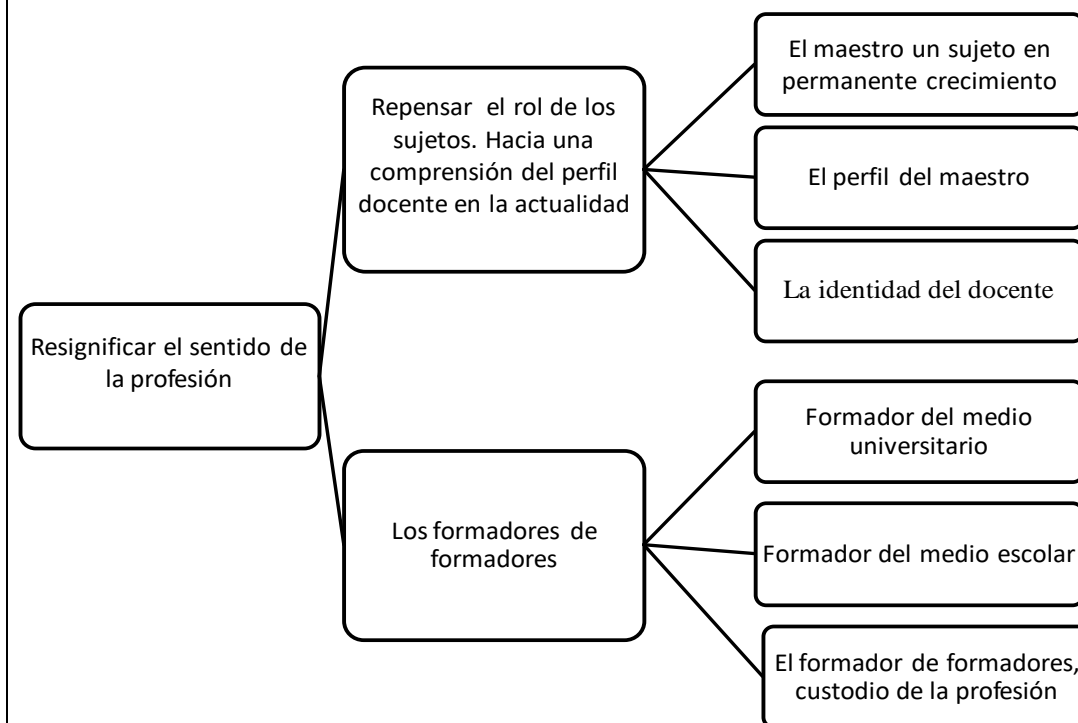 Resignificar el sentido de
la profesión
Repensar el rol de los
sujetos. Hacia una
comprensión del perfil
docente en la actualidad
El maestro un sujeto en
permanente crecimiento
El perfil del maestro
La identidad del docente
Los formadores de
formadores
Formador del medio
universitario
Formador del medio escolar
El formador de formadores,
custodio de la profesión